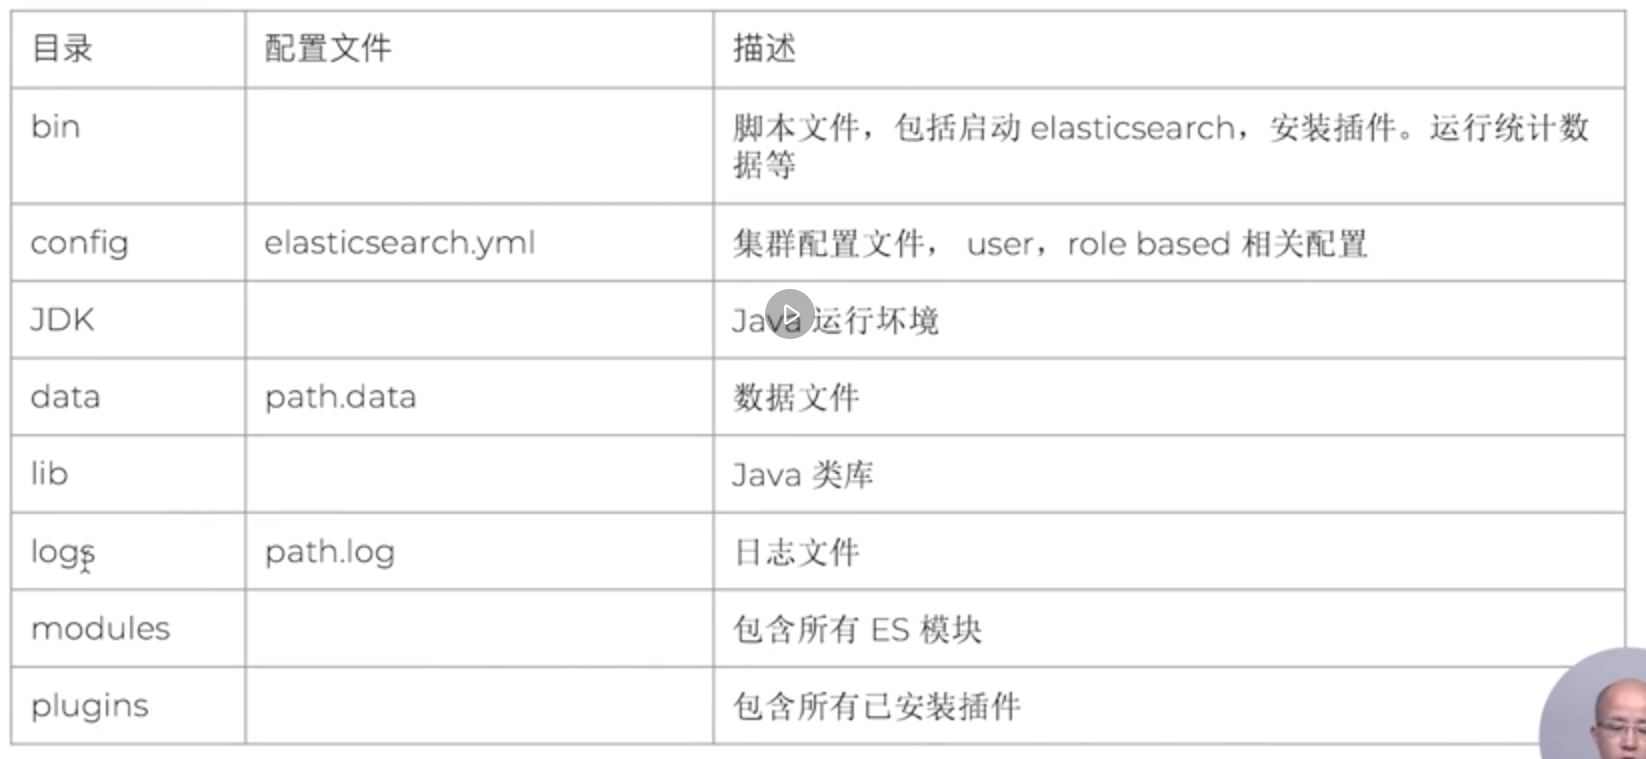 目录 配置文件 描述
bin 脚本文件，包括启动 elasticsearch，安装插件。运行统计数
据等
config elasticsearch.yml 集群配置文件， user，role based 相关配置
JDK Java 运行坏境
data path.data 数据文件
lib Java 类库
logs path.log 日志文件
modules 包含所有 ES 模块
plugins 包含所有已安装插件